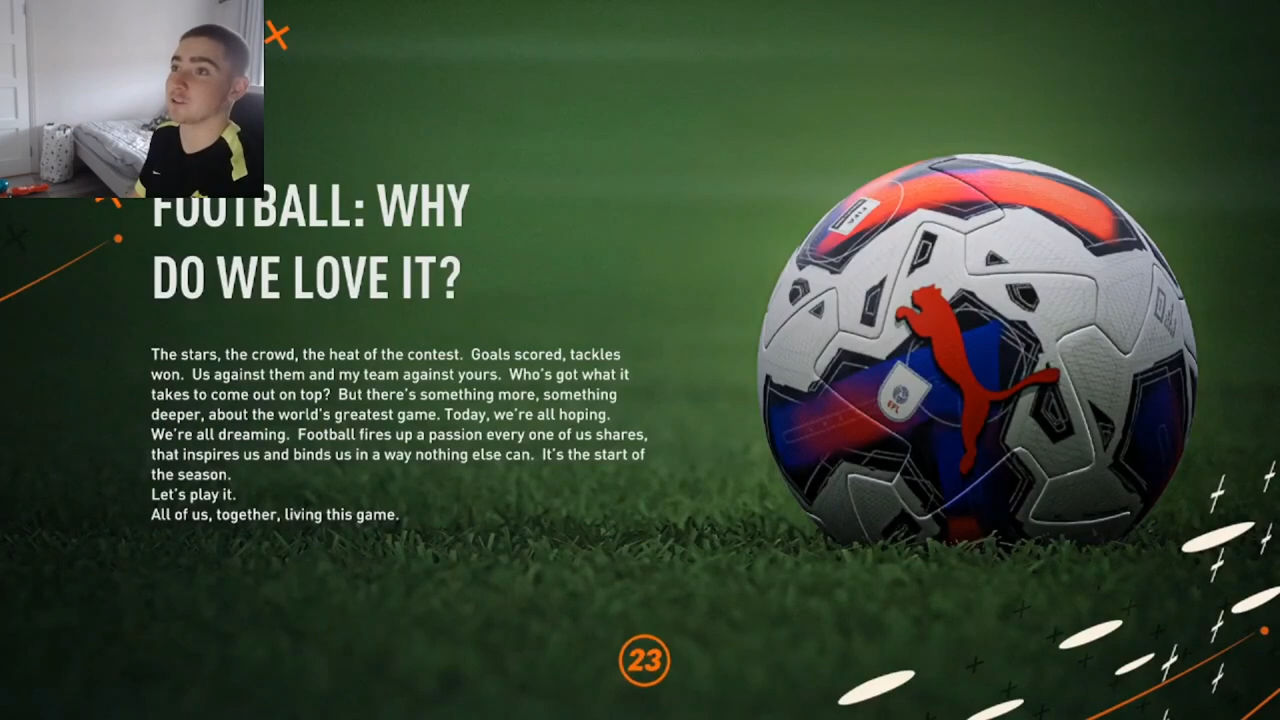 FOOTBALL: WHY
DO WE LOVE IT?
The stars, the crowd, the heat of the contest. Goals scored, tackles
won. Us against them and my team against yours. Who's got what it
takes to come out on top? But there's something more, something
deeper, about the world's greatest game. Today, we're all hoping.
We're all dreaming. Football fires up a passion every one of us shares,
that inspires us and binds us in a way nothing else can. It's the start of
the season.
Let's play it.
All of us, together, living this game.
FIFA
EFL
23